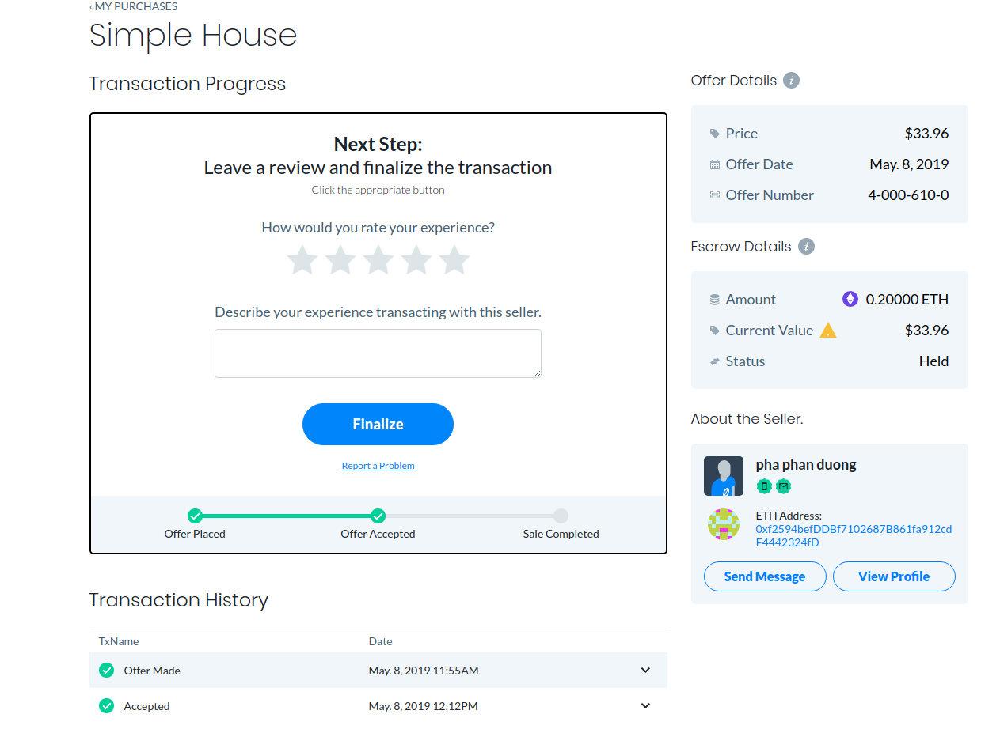 ‹ MY PURCHASES
Simple House
Transaction Progress
Next Step:
Leave a review and finalize the transaction
Click the appropriate button
How would you rate your experience?
Describe your experience transacting with this seller.
Finalize
Report a Problem
Offer Placed
Offer Accepted
Sale Completed
Transaction History
TxName Date
Offer Made May. 8, 2019 11:55AM
Accepted May. 8, 2019 12:12PM
Offer Details i
Price $33.96
Offer Date May. 8, 2019
Offer Number 4-000-610-0
Escrow Details i
Amount 0.20000 ETH
Current Value $33.96
Status Held
About the Seller.
pha phan duong
ETH Address:
0xf2594befDDBf7102687B861fa912cd
F4442324fD
Send Message View Profile